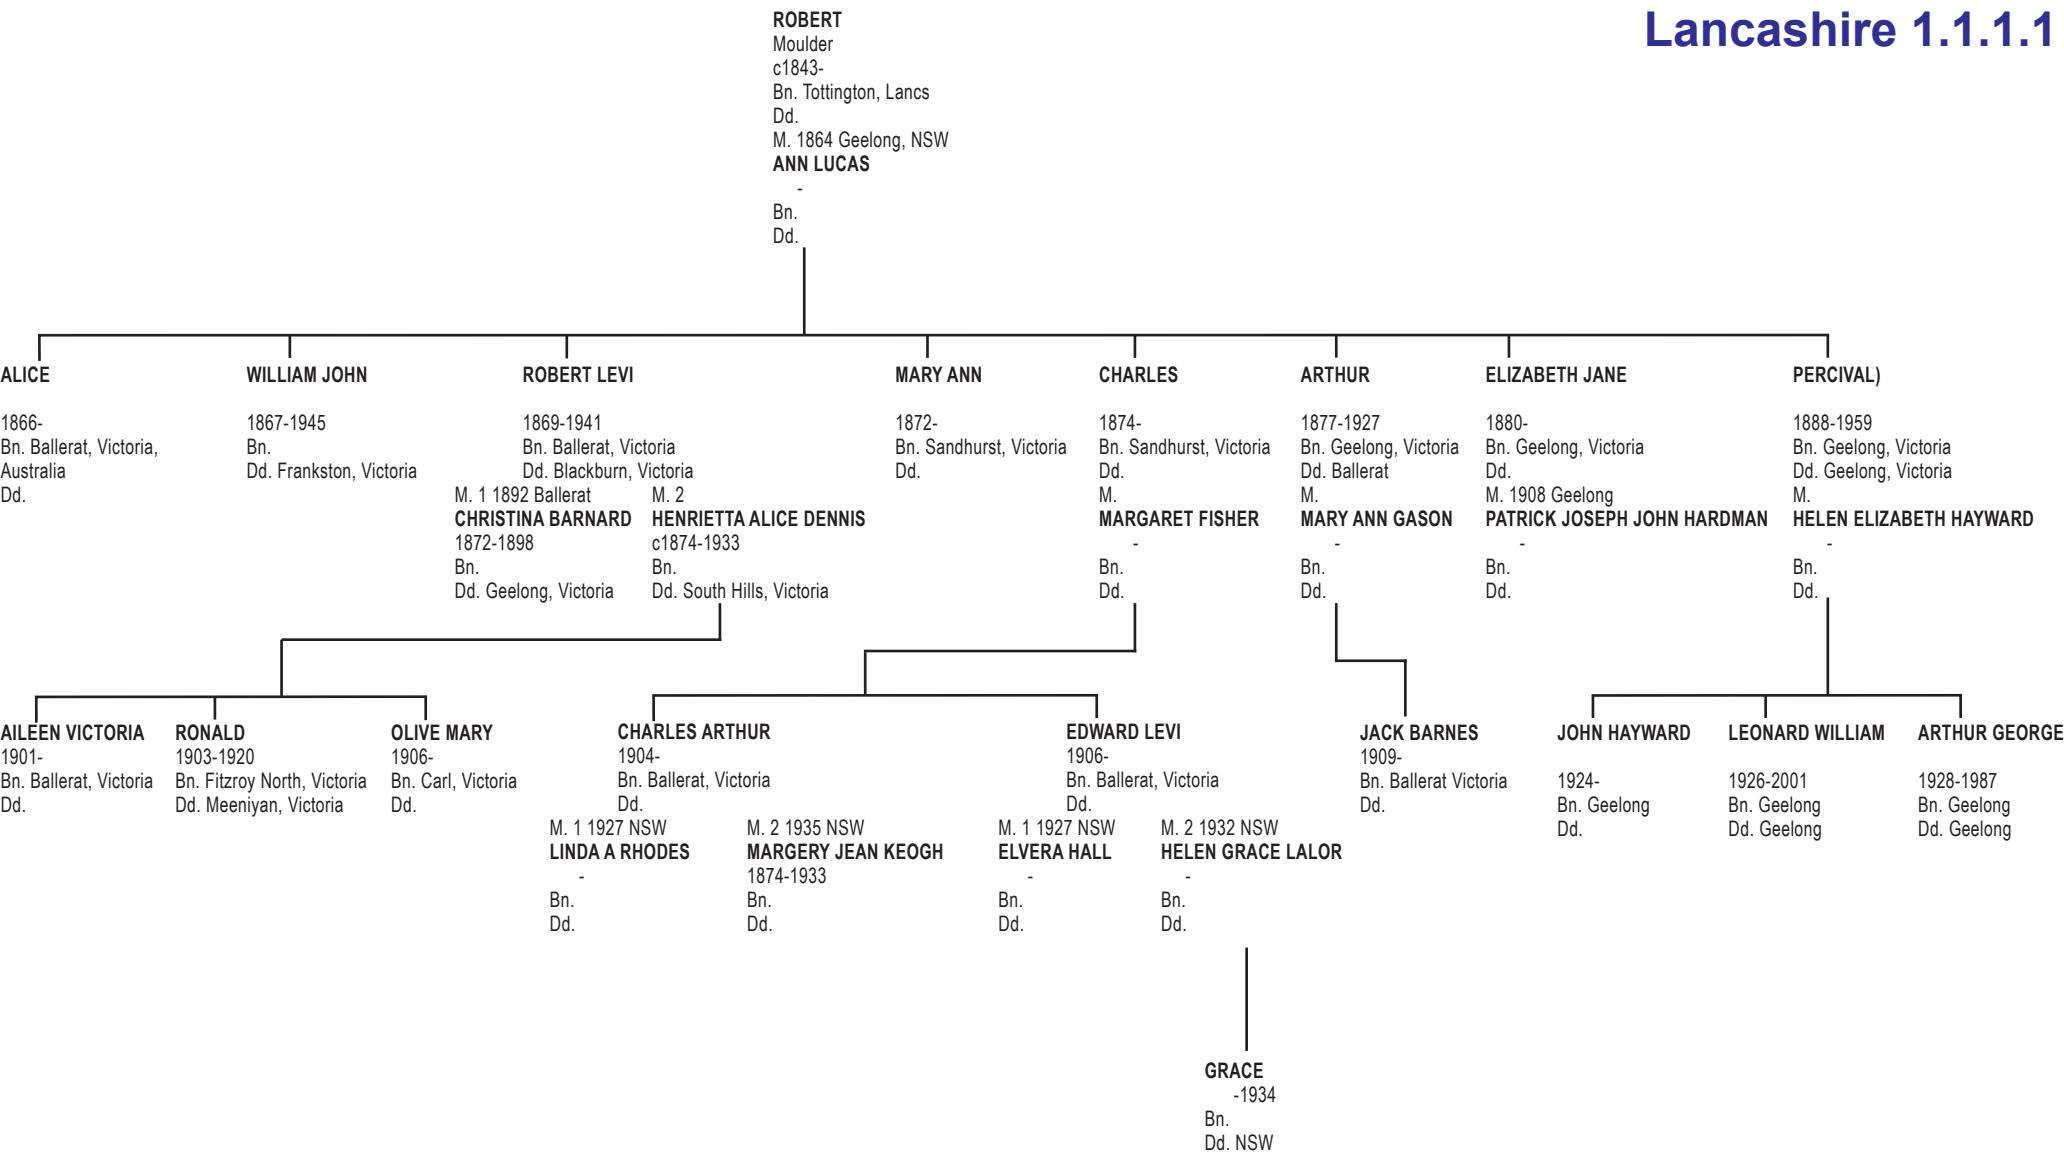 Lancashire 1.1.1.1
ROBERT
Moulder
c1843-
Bn. Tottington, Lancs
Dd.
M. 1864 Geelong, NSW
ANN LUCAS
-
Bn.
Dd.
ALICE
1866-
Bn. Ballerat, Victoria,
Australia
Dd.
WILLIAM JOHN
1867-1945
Bn.
Dd. Frankston, Victoria
ROBERT LEVI
1869-1941
Bn. Ballerat, Victoria
Dd. Blackburn, Victoria
M. 1 1892 Ballerat
CHRISTINA BARNARD
1872-1898
Bn.
Dd. Geelong, Victoria
M. 2
HENRIETTA ALICE DENNIS
c1874-1933
Bn.
Dd. South Hills, Victoria
MARY ANN
1872-
Bn. Sandhurst, Victoria
Dd.
CHARLES
1874-
Bn. Sandhurst, Victoria
Dd.
M.
MARGARET FISHER
-
Bn.
Dd.
ARTHUR
1877-1927
Bn. Geelong, Victoria
Dd. Ballerat
M.
MARY ANN GASON
-
Bn.
Dd.
ELIZABETH JANE
1880-
Bn. Geelong, Victoria
Dd.
M. 1908 Geelong
PATRICK JOSEPH JOHN HARDMAN
-
Bn.
Dd.
PERCIVAL)
1888-1959
Bn. Geelong, Victoria
Dd. Geelong, Victoria
M.
HELEN ELIZABETH HAYWARD
-
Bn.
Dd.
AILEEN VICTORIA
1901-
Bn. Ballerat, Victoria
Dd.
RONALD
1903-1920
Bn. Fitzroy North, Victoria
Dd. Meeniyan, Victoria
OLIVE MARY
1906-
Bn. Carl, Victoria
Dd.
CHARLES ARTHUR
1904-
Bn. Ballerat, Victoria
Dd.
M. 1 1927 NSW
LINDA A RHODES
-
Bn.
Dd.
M. 2 1935 NSW
MARGERY JEAN KEOGH
1874-1933
Bn.
Dd.
EDWARD LEVI
1906-
Bn. Ballerat, Victoria
Dd.
M. 1 1927 NSW
ELVERA HALL
-
Bn.
Dd.
M. 2 1932 NSW
HELEN GRACE LALOR
-
Bn.
Dd.
JACK BARNES
1909-
Bn. Ballerat Victoria
Dd.
JOHN HAYWARD
1924-
Bn. Geelong
Dd.
LEONARD WILLIAM
1926-2001
Bn. Geelong
Dd. Geelong
ARTHUR GEORGE
1928-1987
Bn. Geelong
Dd. Geelong
GRACE
-1934
Bn.
Dd. NSW